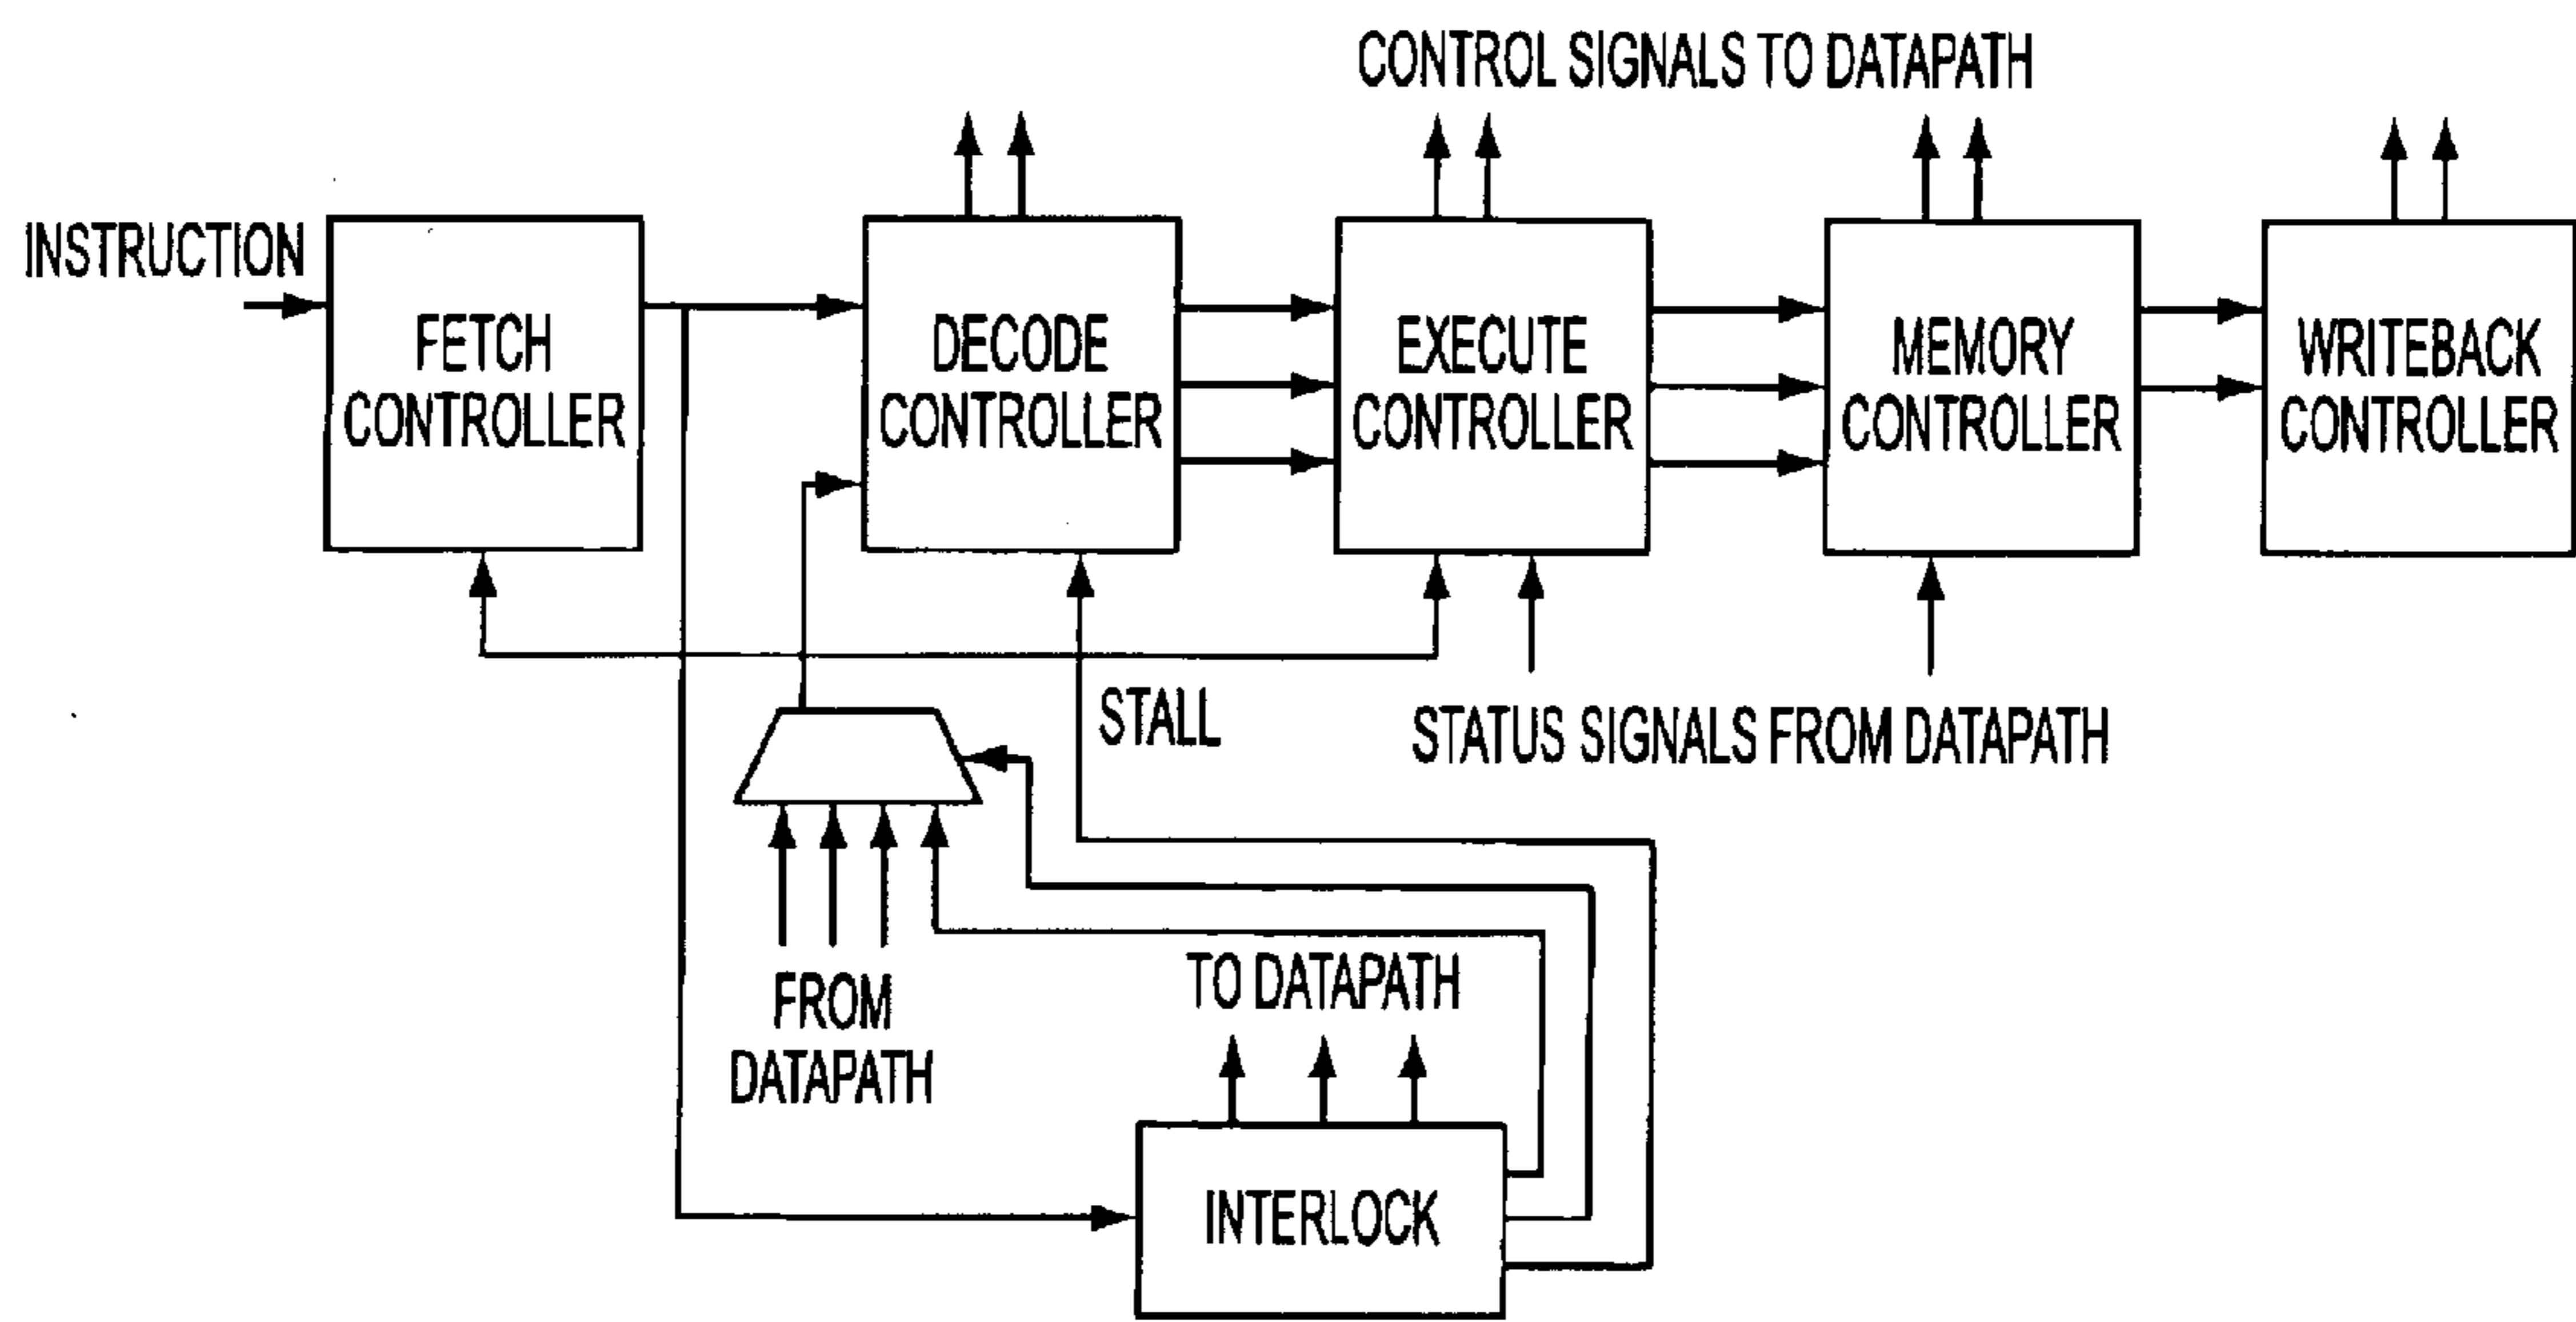 CONTROL SIGNALS TO DATAPATH
INSTRUCTION
FETCH
CONTROLLER
DECODE
CONTROLLER
EXECUTE
CONTROLLER
MEMORY
CONTROLLER
WRITEBACK
CONTROLLER
STALL
STATUS SIGNALS FROM DATAPATH
FROM
DATAPATH
TO DATAPATH
INTERLOCK